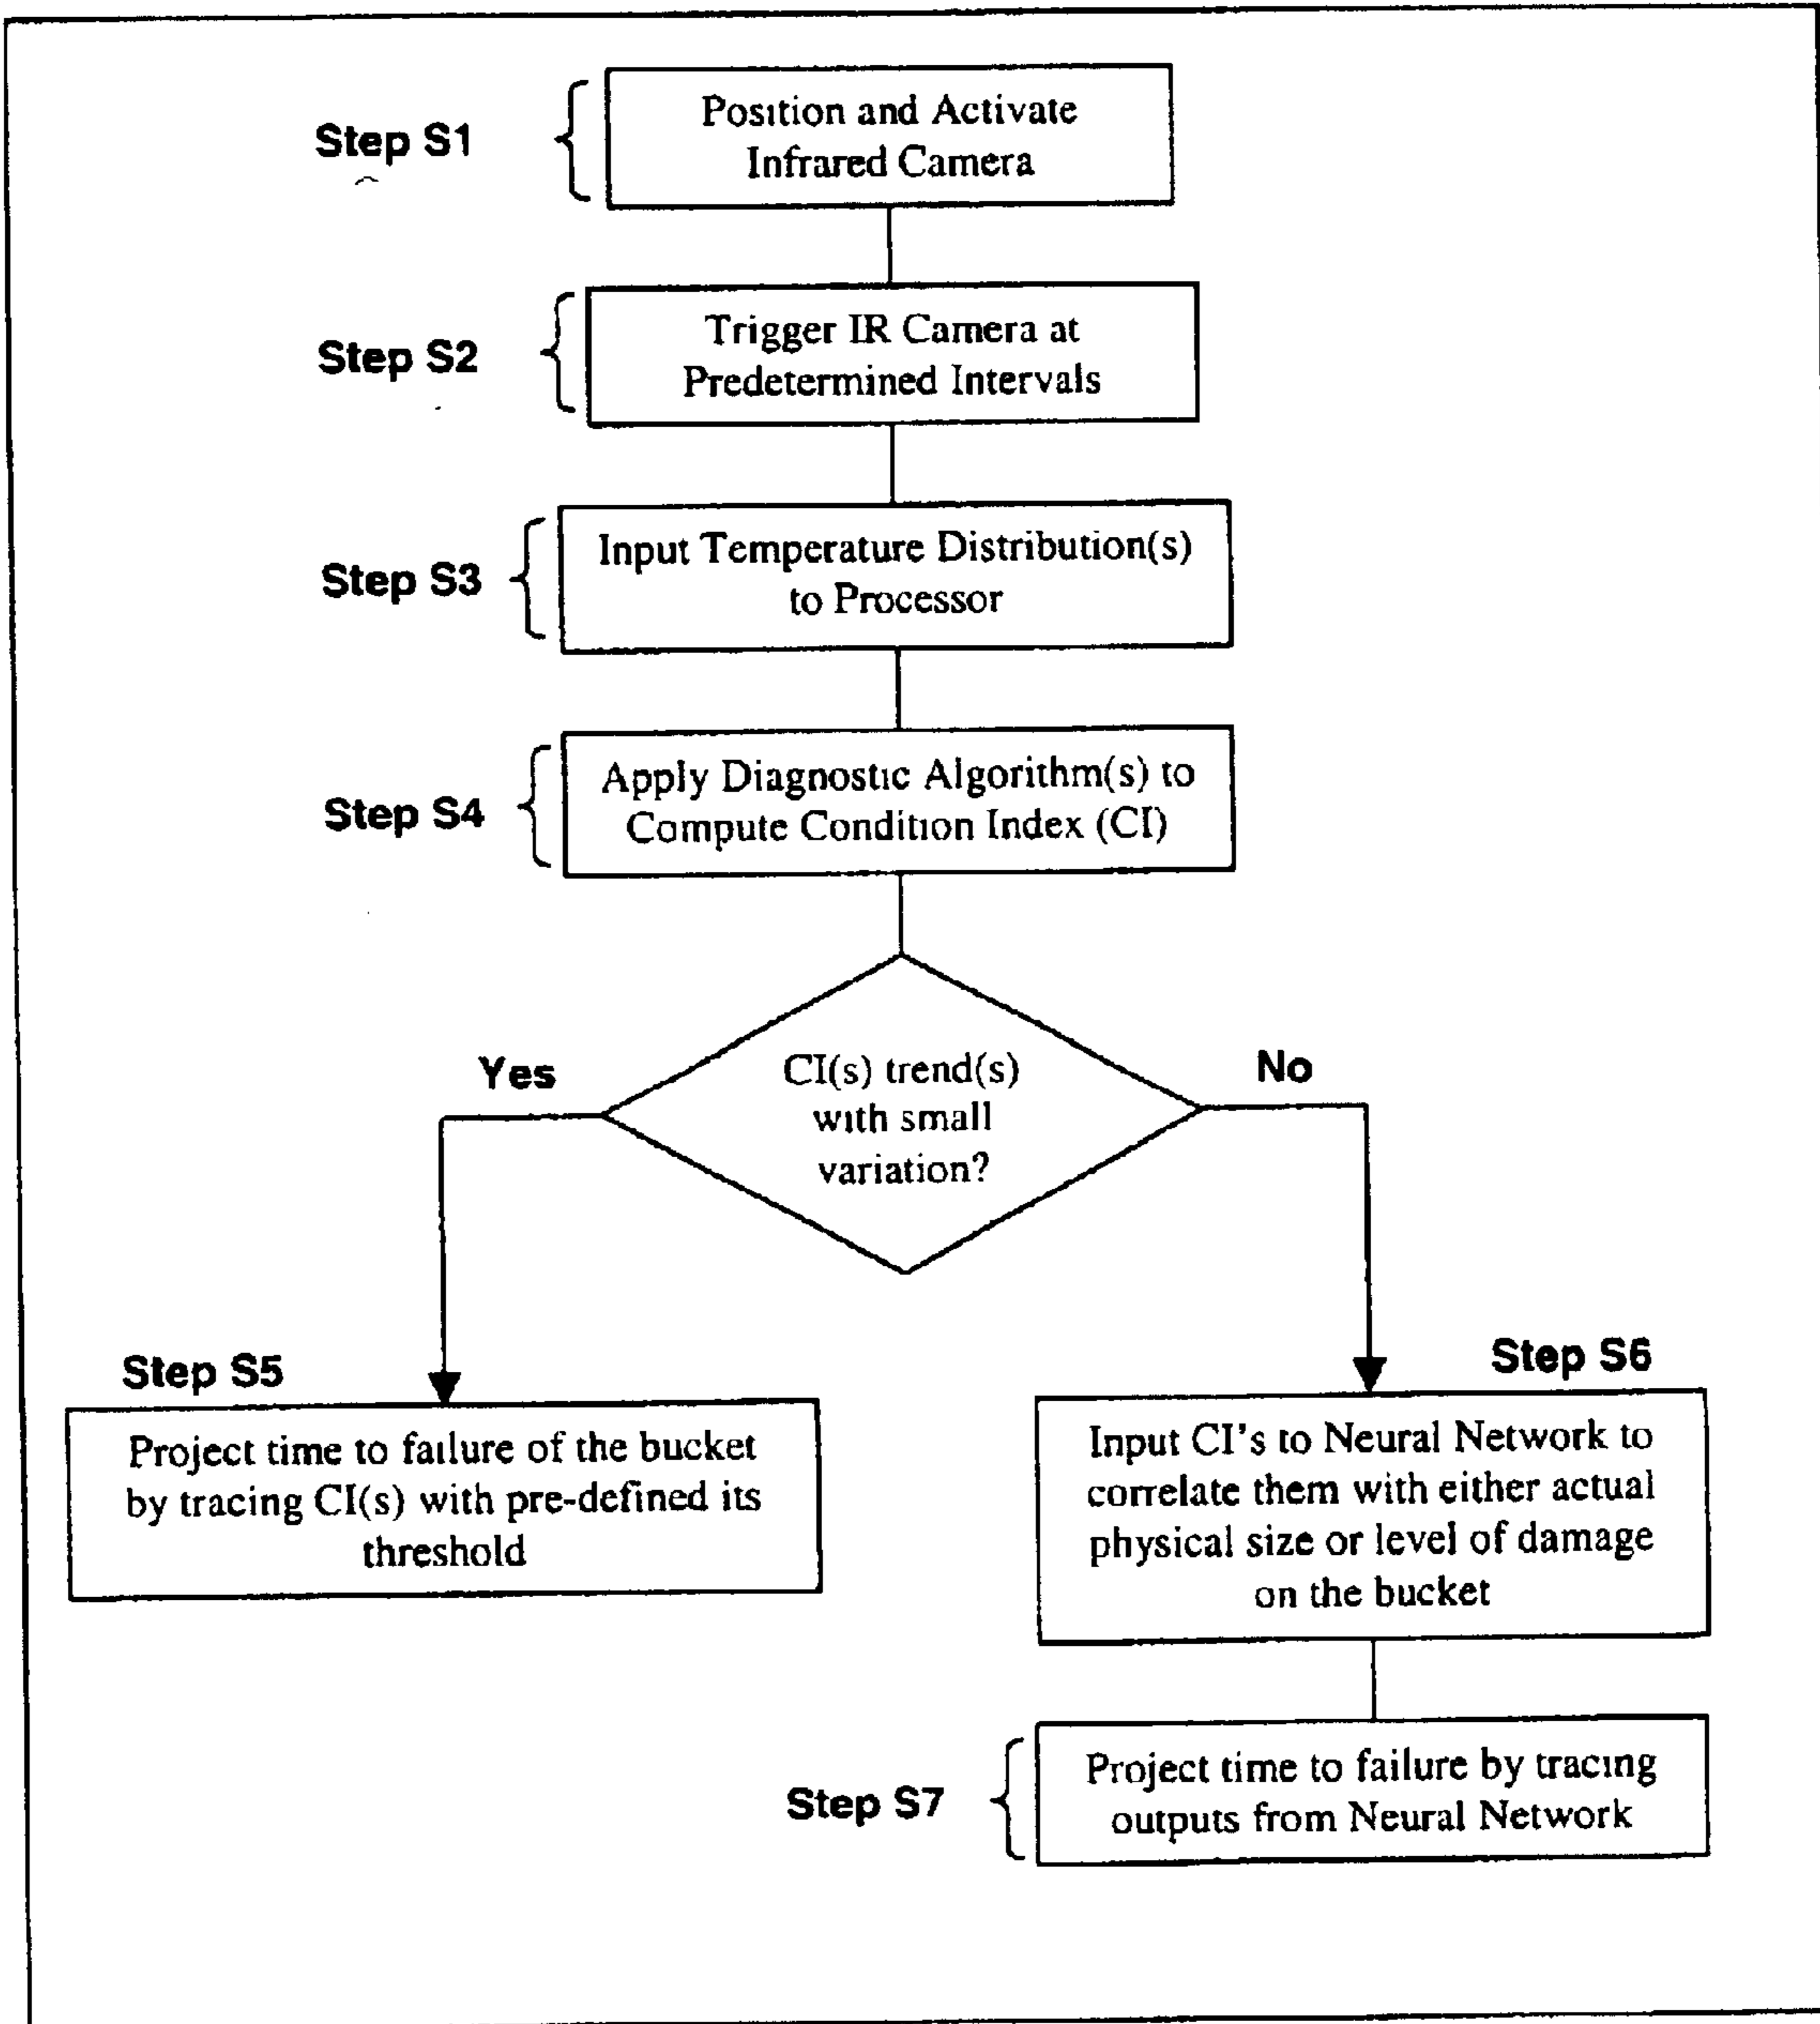 Step S1
Position and Activate
Infrared Camera
Step S2
Trigger IR Camera at
Predetermined Intervals
Step S3
Input Temperature Distribution(s)
to Processor
Step S4
Apply Diagnostic Algorithm(s) to
Compute Condition Index (CI)
Yes
CI(s) trend(s)
with small
variation?
No
Step S5
Project time to failure of the bucket
by tracing CI(s) with pre-defined its
threshold
Step S6
Input CI's to Neural Network to
correlate them with either actual
physical size or level of damage
on the bucket
Step S7
Project time to failure by tracing
outputs from Neural Network